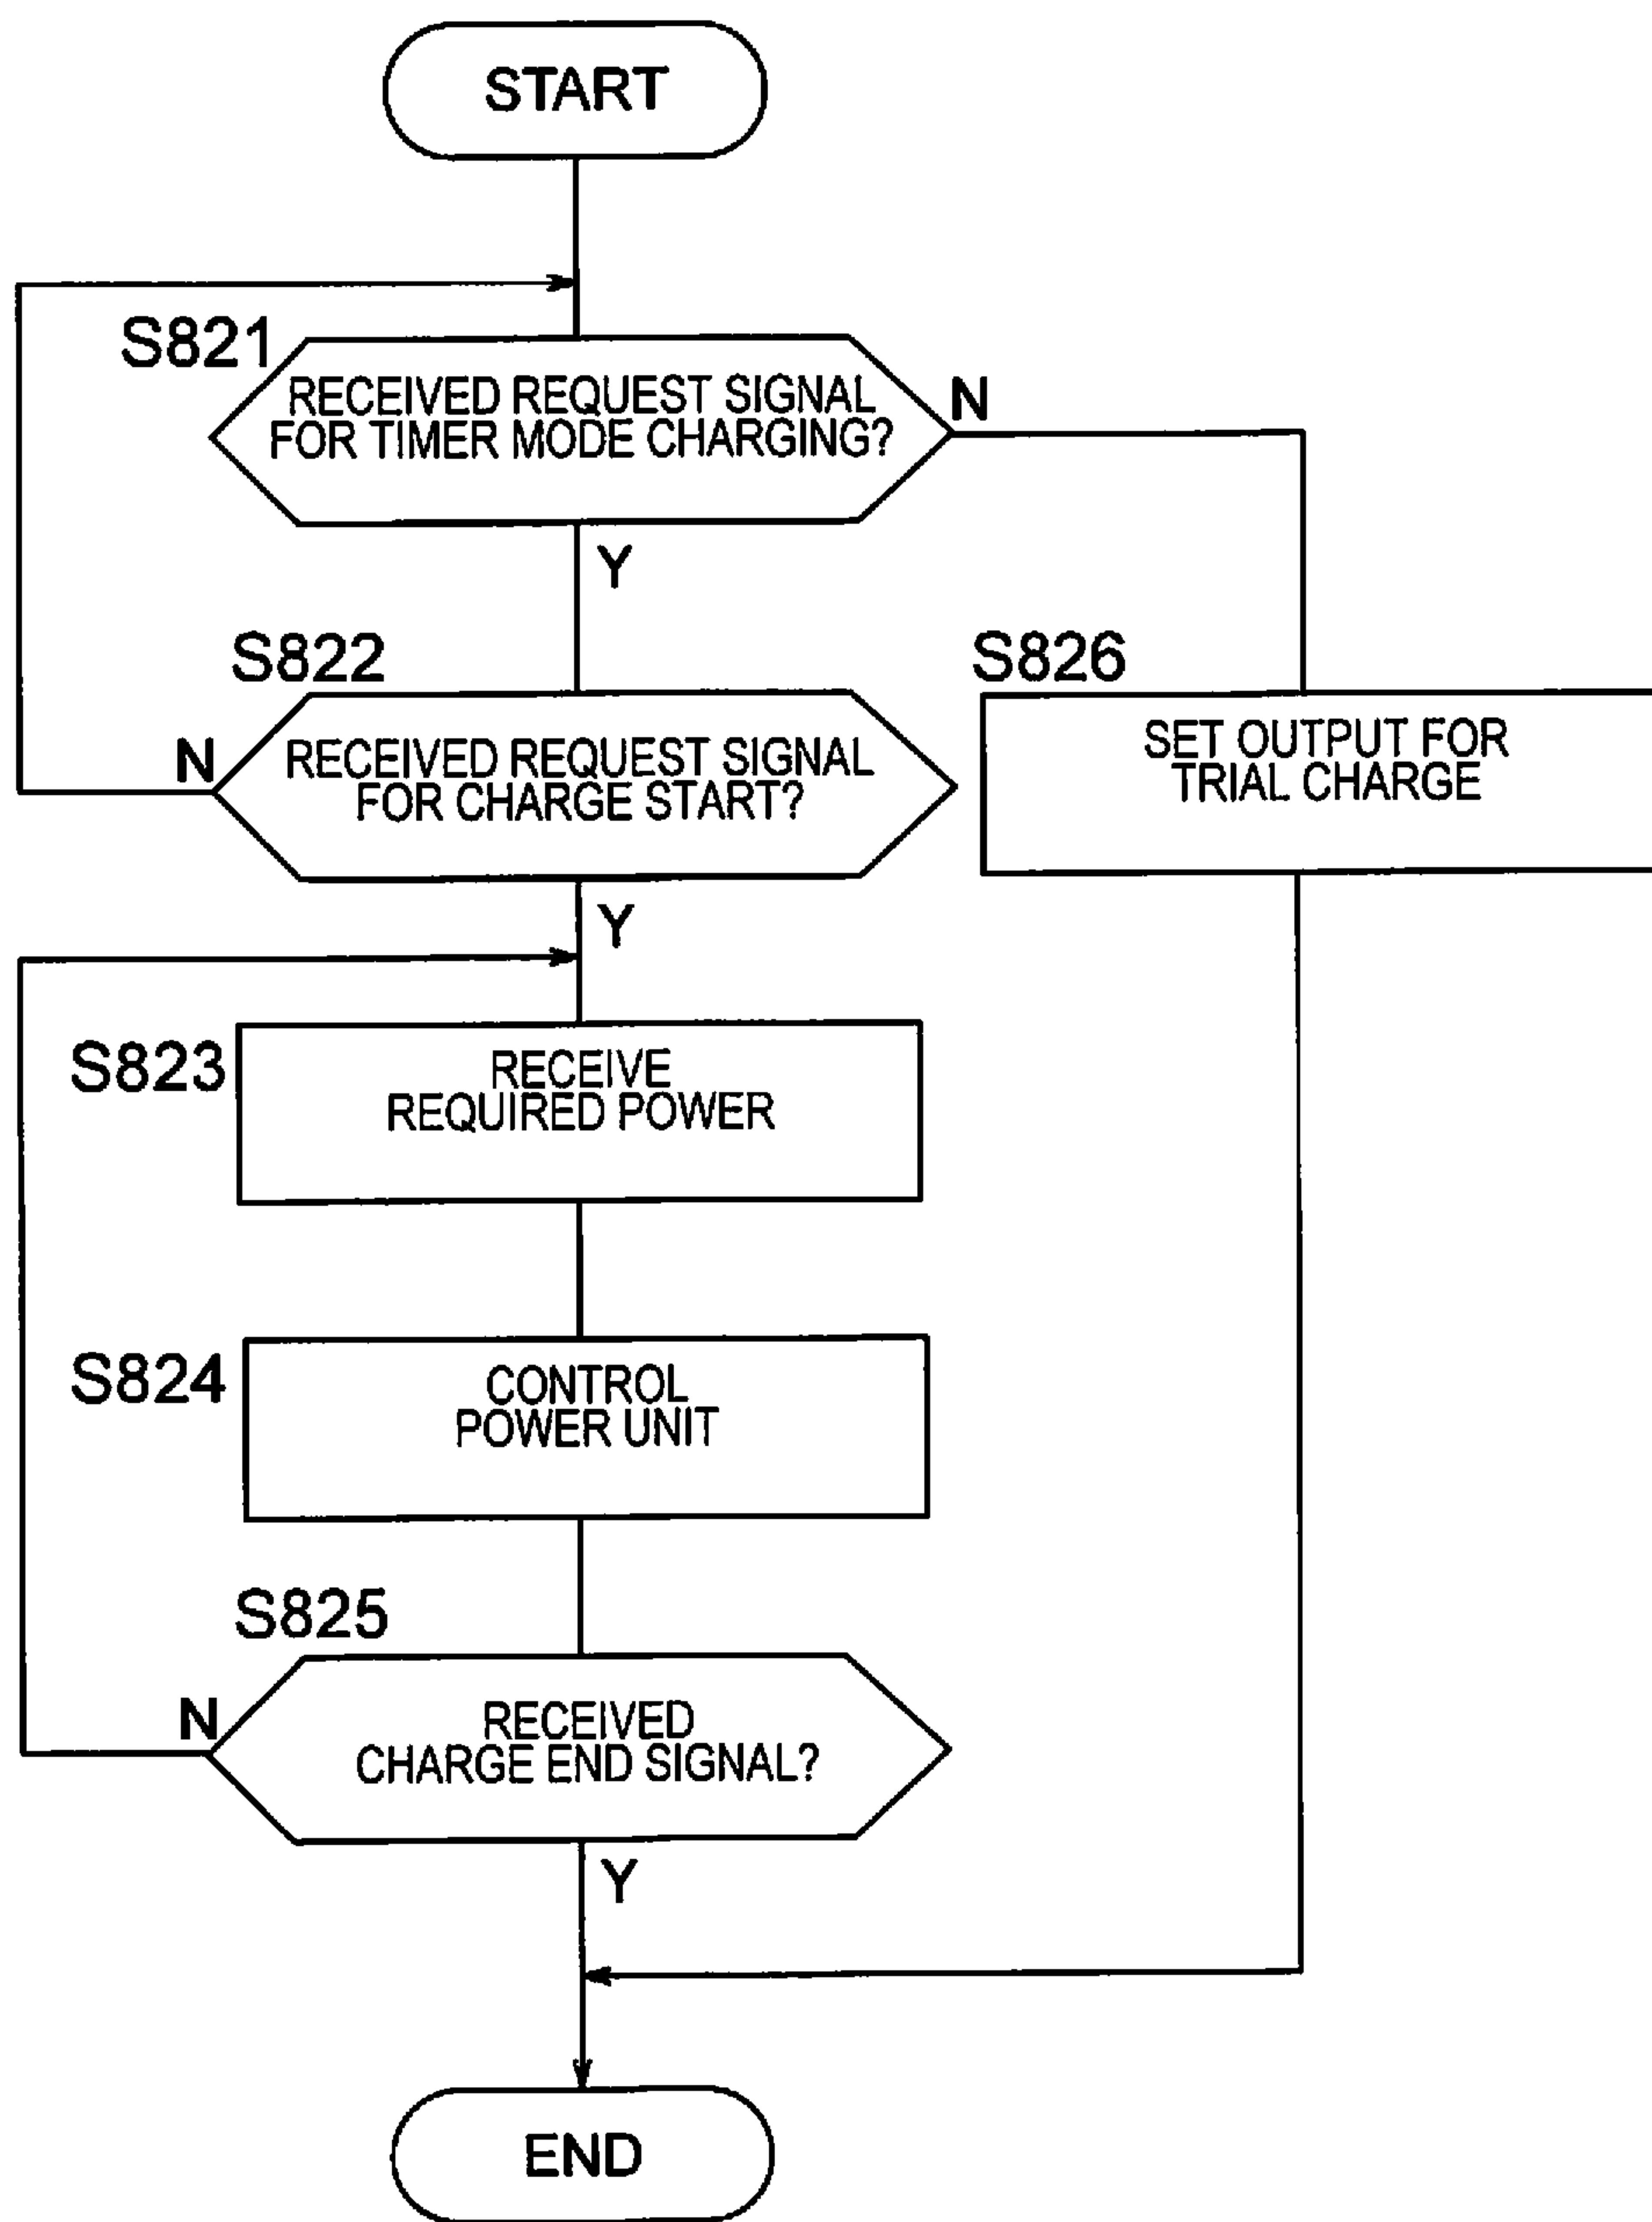 START
S821
RECEIVED REQUEST SIGNAL
FOR TIMER MODE CHARGING?
N
Y
S822
N
RECEIVED REQUEST SIGNAL
FOR CHARGE START?
S826
SET OUTPUT FOR
TRIAL CHARGE
Y
S823
RECEIVE
REQUIRED POWER
S824
CONTROL
POWER UNIT
S825
N
RECEIVED
CHARGE END SIGNAL?
Y
END